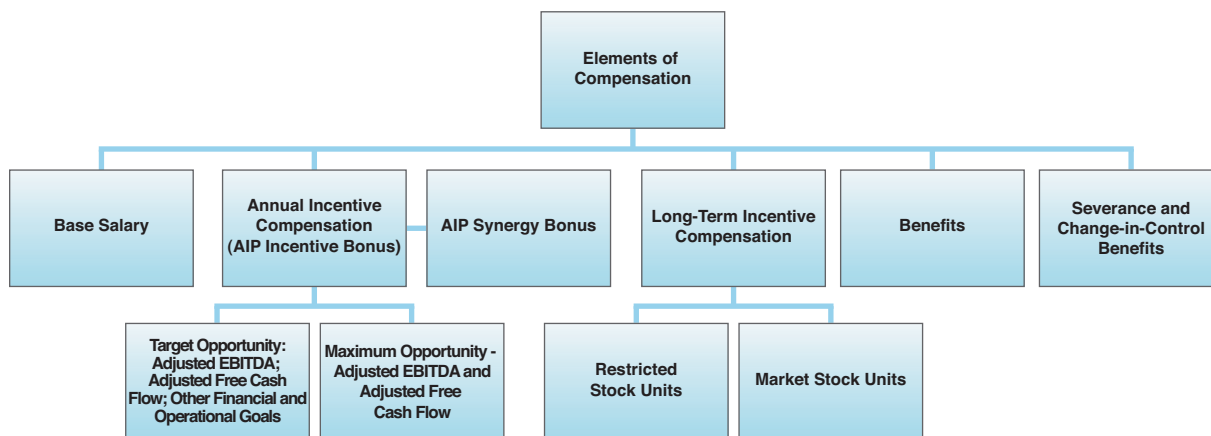 Elements of
Compensation
Base Salary
Annual Incentive
Compensation
(AIP Incentive Bonus)
AIP Synergy Bonus
Long-Term Incentive
Compensation
Benefits
Severance and
Change-in-Control
Benefits
Target Opportunity:
Adjusted EBITDA;
Adjusted Free Cash
Flow; Other Financial and
Operational Goals
Maximum Opportunity -
Adjusted EBITDA and
Adjusted Free
Cash Flow
Restricted
Stock Units
Market Stock Units